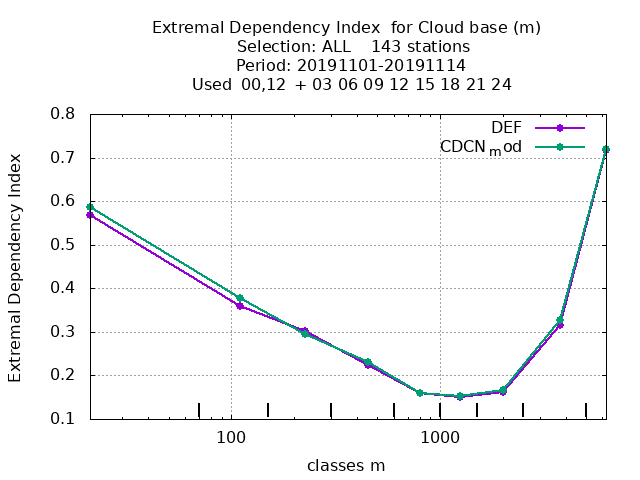 Extremal Dependency Index  for Cloud base (m)
Selection: ALL    143 stations
Period: 20191101-20191114
Used  00,12  + 03 06 09 12 15 18 21 24
0.8
0.7
0.6
0.5
0.4
0.3
0.2
0.1
Extremal Dependency Index
DEF
CDCNmod
100
1000
classes m